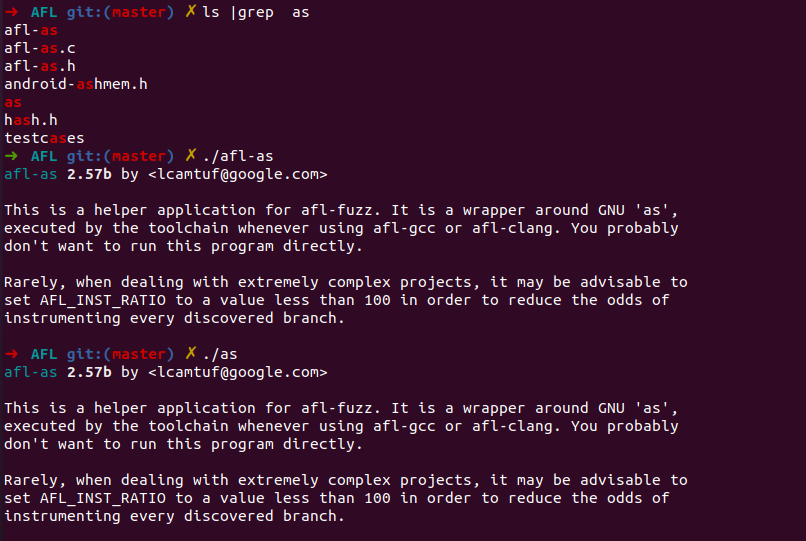 ➜ AFL git:(master) ✗ ls |grep  as
afl-as
afl-as.c
afl-as.h
android-ashmem.h
as
hash.h
testcases
➜ AFL git:(master) ✗ ./afl-as
afl-as 2.57b by <lcamtuf@google.com>
This is a helper application for afl-fuzz. It is a wrapper around GNU 'as',
executed by the toolchain whenever using afl-gcc or afl-clang. You probably
don't want to run this program directly.
Rarely, when dealing with extremely complex projects, it may be advisable to
set AFL_INST_RATIO to a value less than 100 in order to reduce the odds of
instrumenting every discovered branch.
➜ AFL git:(master) ✗ ./as
afl-as 2.57b by <lcamtuf@google.com>
This is a helper application for afl-fuzz. It is a wrapper around GNU 'as',
executed by the toolchain whenever using afl-gcc or afl-clang. You probably
don't want to run this program directly.
Rarely, when dealing with extremely complex projects, it may be advisable to
set AFL_INST_RATIO to a value less than 100 in order to reduce the odds of
instrumenting every discovered branch.